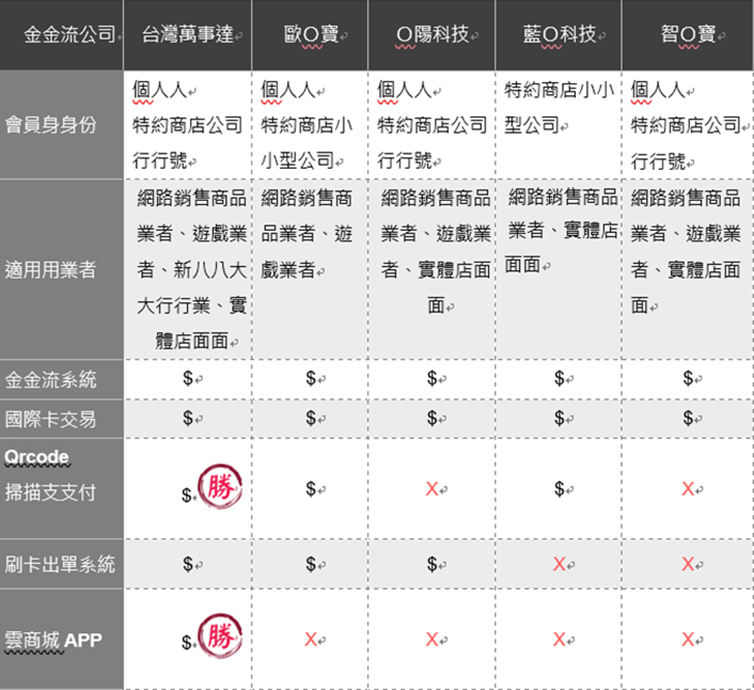 金金流公司 台灣萬事達 歐O寶 O陽科技 藍O科技 智O寶
會員身身份
個人人
特約商店公司
行行號
個人人
特約商店小
小型公司
個人人
特約商店公司
行行號
特約商店小小
型公司
個人人
特約商店公司
行行號
適用用業者
網路銷售商品
業者、遊戲業
者、新八八大
大行行業、實
體店面面
網路銷售商
品業者、遊
戲業者
網路銷售商品
業者、遊戲業
者、實體店面
面
網路銷售商品
業者、實體店
面面
網路銷售商品
業者、遊戲業
者、實體店面
面
金金流系統 $ $ $ $ $
國際卡交易 $ $ $ $ $
Qrcode
掃描支支付 $ 勝 $ X $ X
刷卡出單系統 $ $ $ X X
雲商城 APP $ 勝 X X X X